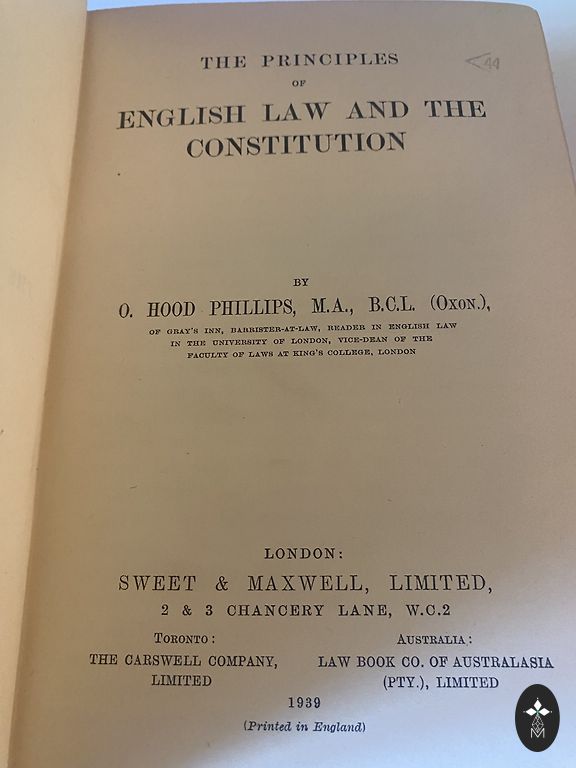 THE PRINCIPLES
OF
ENGLISH LAW AND THE
CONSTITUTION
44
BY
O. HOOD PHILLIPS, M.A., B.C.L. (Oxon.),
OF GRAY'S INN, BARRISTER-AT-LAW, READER IN ENGLISH LAW
IN THE UNIVERSITY OF LONDON, VICE-DEAN OF THE
FACULTY OF LAWS AT KING'S COLLEGE, LONDON
LONDON:
SWEET & MAXWELL, LIMITED,
2 & 3 CHANCERY LANE, W.C.2
Toronto:
THE CARSWELL COMPANY,
LIMITED
Australia:
LAW BOOK CO. OF AUSTRALASIA
(PTY.), LIMITED
1939
(Printed in England)
M